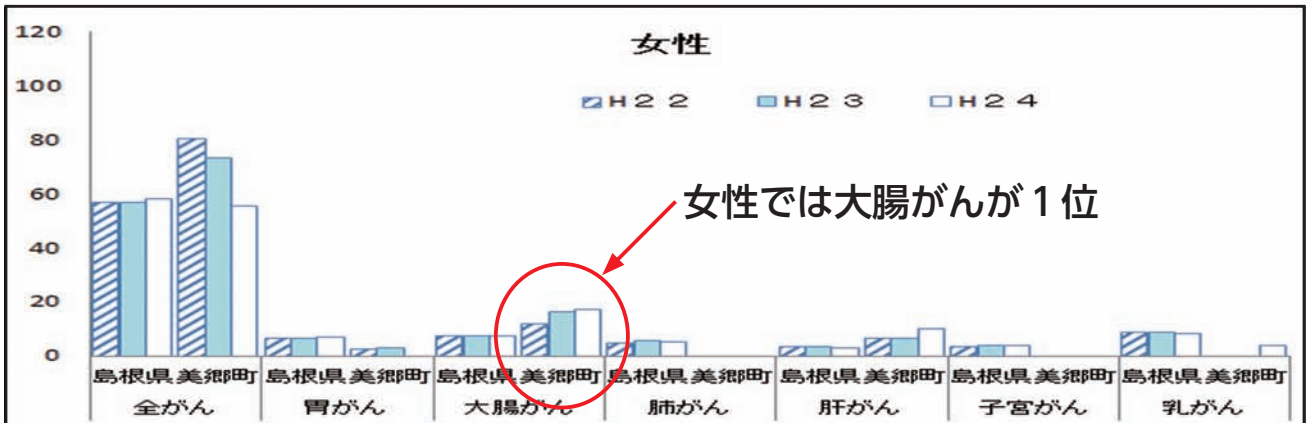 女性
H22 H23 H24
120
100
80
60
40
20
0
女性では大腸がんが1位
島根県 美郷町 島根県 美郷町 島根県 美郷町 島根県 美郷町 島根県 美郷町 島根県 美郷町 島根県 美郷町
全がん 胃がん 大腸がん 肺がん 肝がん 子宮がん 乳がん